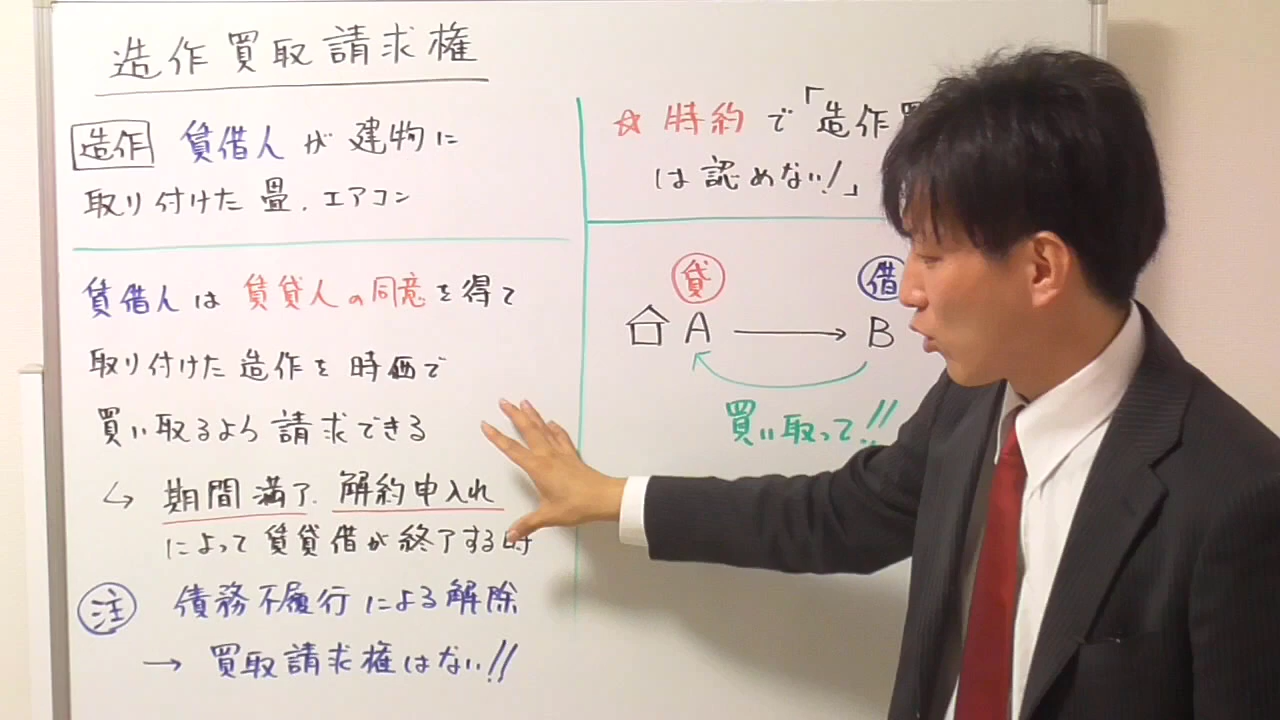 造作買取請求権
造作 賃借人が建物に
取り付けた畳、エアコン
賃借人は賃貸人の同意を得て
取り付けた造作を時価で
買い取るよう請求できる
↳ 期間満了、解約申入れ
によって賃貸借が終了する時
注 債務不履行による解除
→ 買取請求権はない!!
☆ 特約で「造作買
は認めない!」
貸 借
A → B
買い取って!!